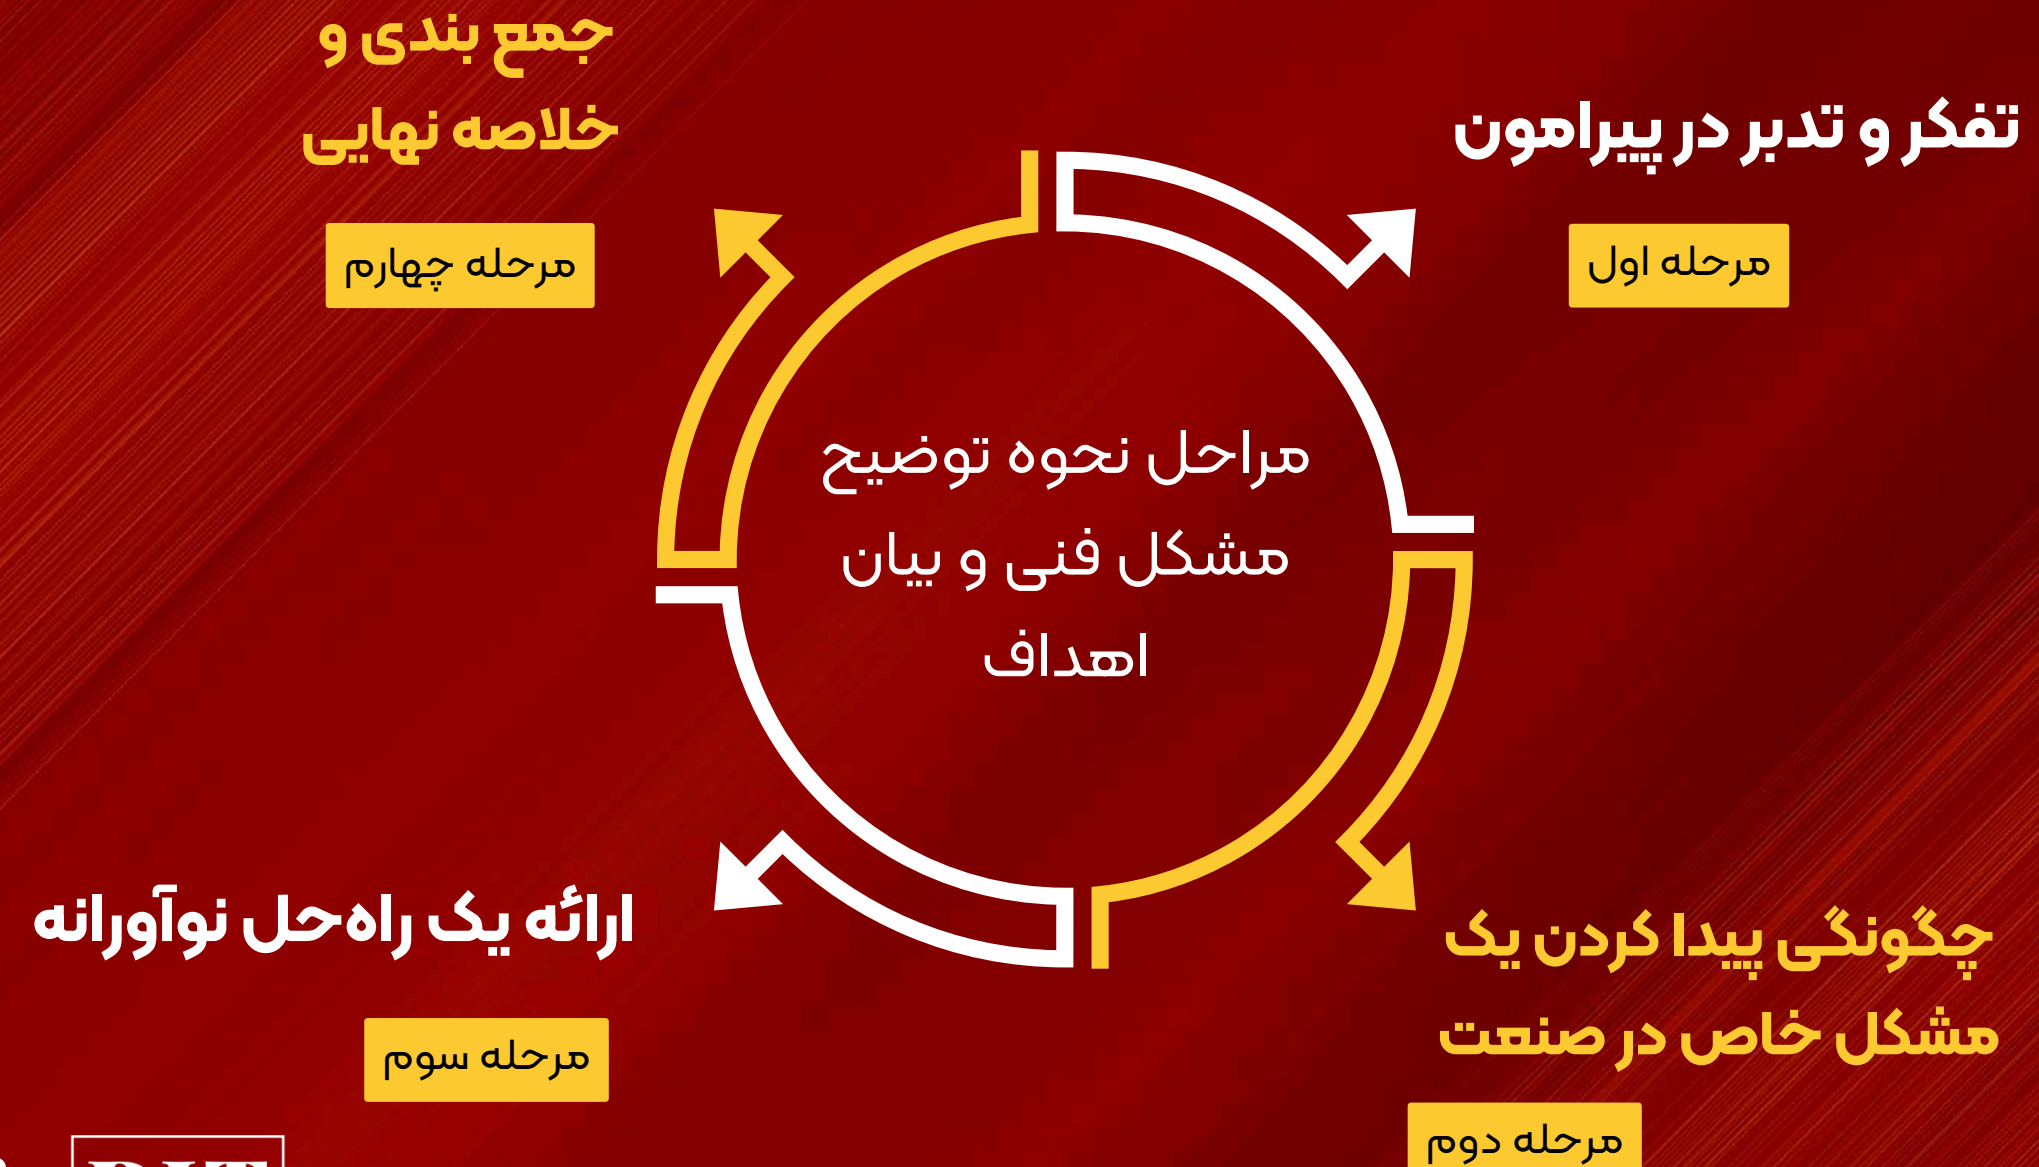 تفکر و تدبر در پیرامون
مرحله اول
چگونگی پیدا کردن یک
مشکل خاص در صنعت
مرحله دوم
ارائه یک راه‌حل نوآورانه
مرحله سوم
جمع بندی و
خلاصه نهایی
مرحله چهارم
مراحل نحوه توضیح
مشکل فنی و بیان
اهداف